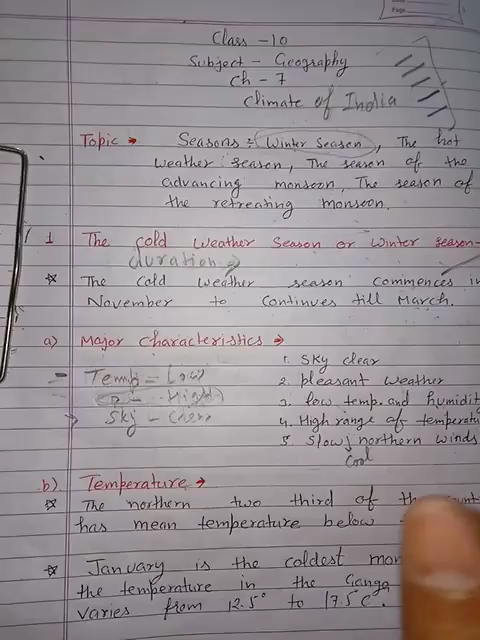 Page
Class - 10
Subject - Geography
Ch - 7
Climate of India
Topic → Seasons : Winter Season, The hot
weather season, The season of the
advancing monsoon, The season of
the retreating monsoon.
1 The cold weather Season or Winter season-
duration →
☆ The cold weather season commences in
November to continues till March.
a) Major Characteristics →
Temp = Low
- High
Sky - Clear
1. Sky clear
2. pleasant weather
3. low temp. and humidit
4. High range of temperatu
5. Slow northern winds
Cool
b) Temperature →
☆ The northern two third of the
has mean temperature below
☆ January is the coldest mon
the temperature in the Ganga
varies from 12.5° to 17.5 c°.